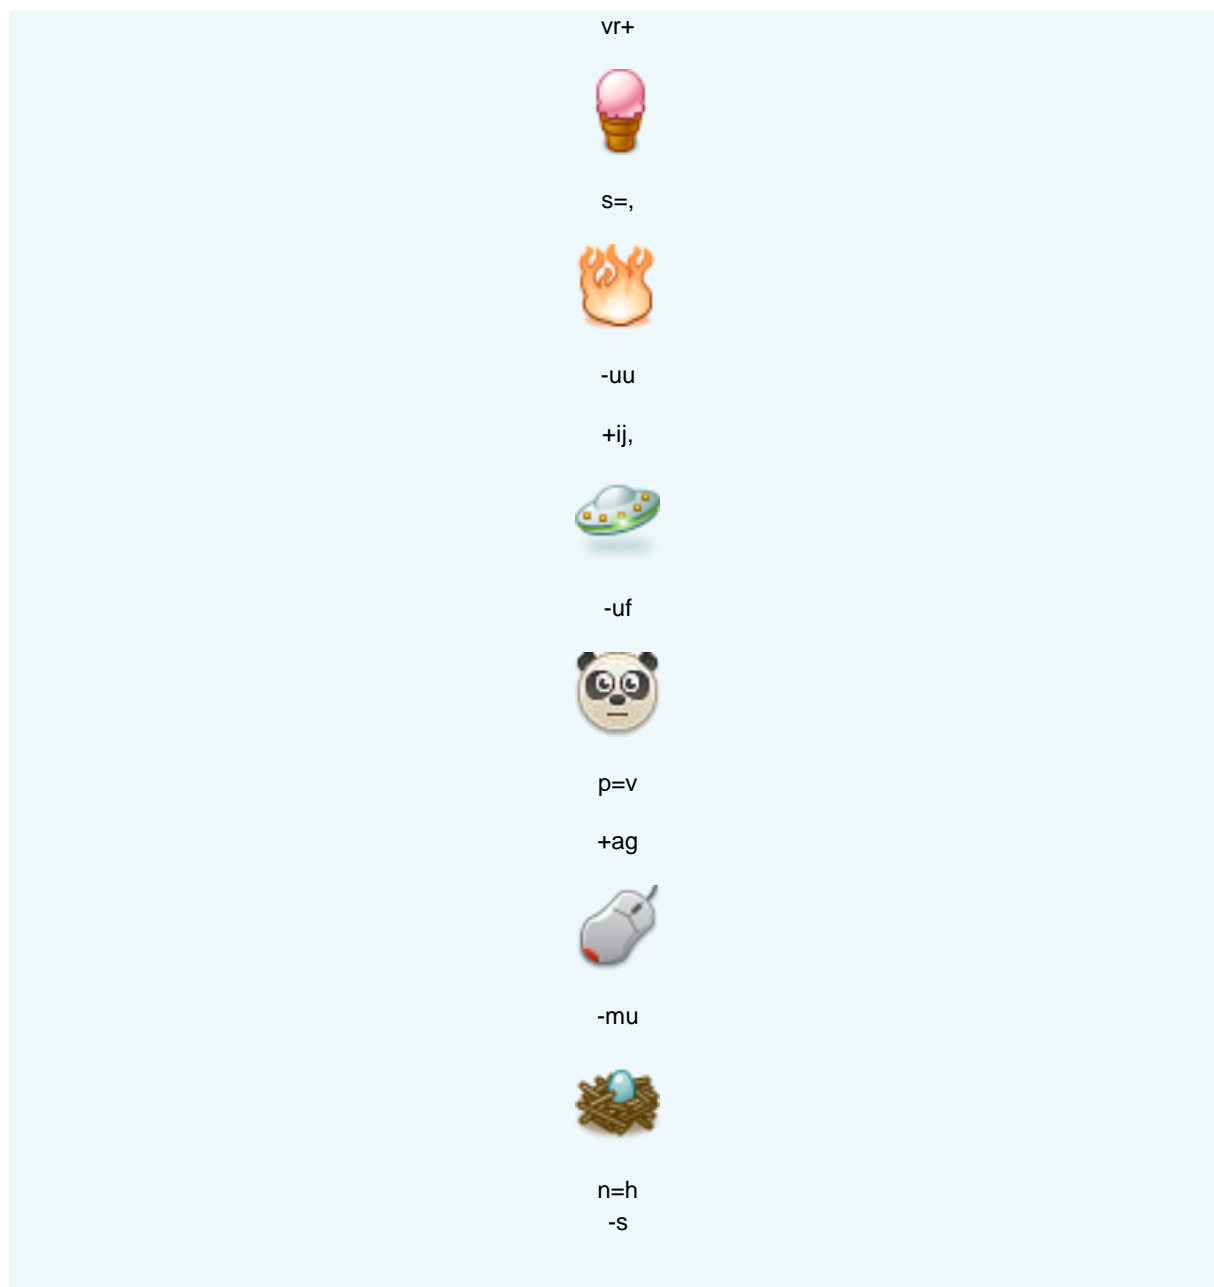 vr+
s=,
-uu
+ij,
-uf
p=v
+ag
-mu
n=h
-s